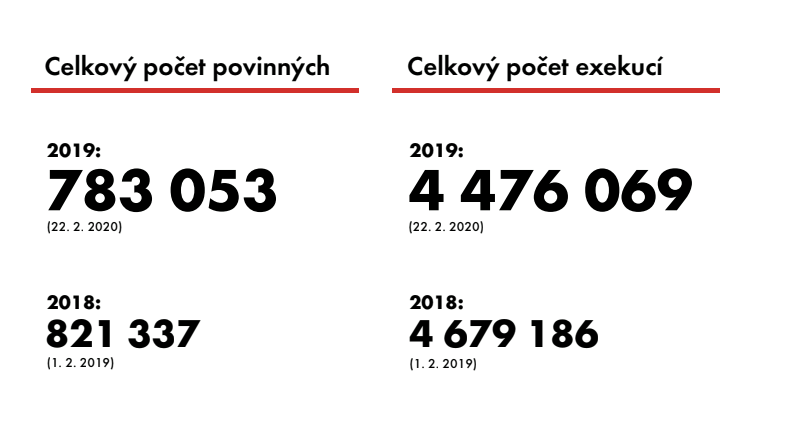 Celkový počet povinných
2019:
783 053
(22. 2. 2020)
2018:
821 337
(1. 2. 2019)
Celkový počet exekucí
2019:
4 476 069
(22. 2. 2020)
2018:
4 679 186
(1. 2. 2019)